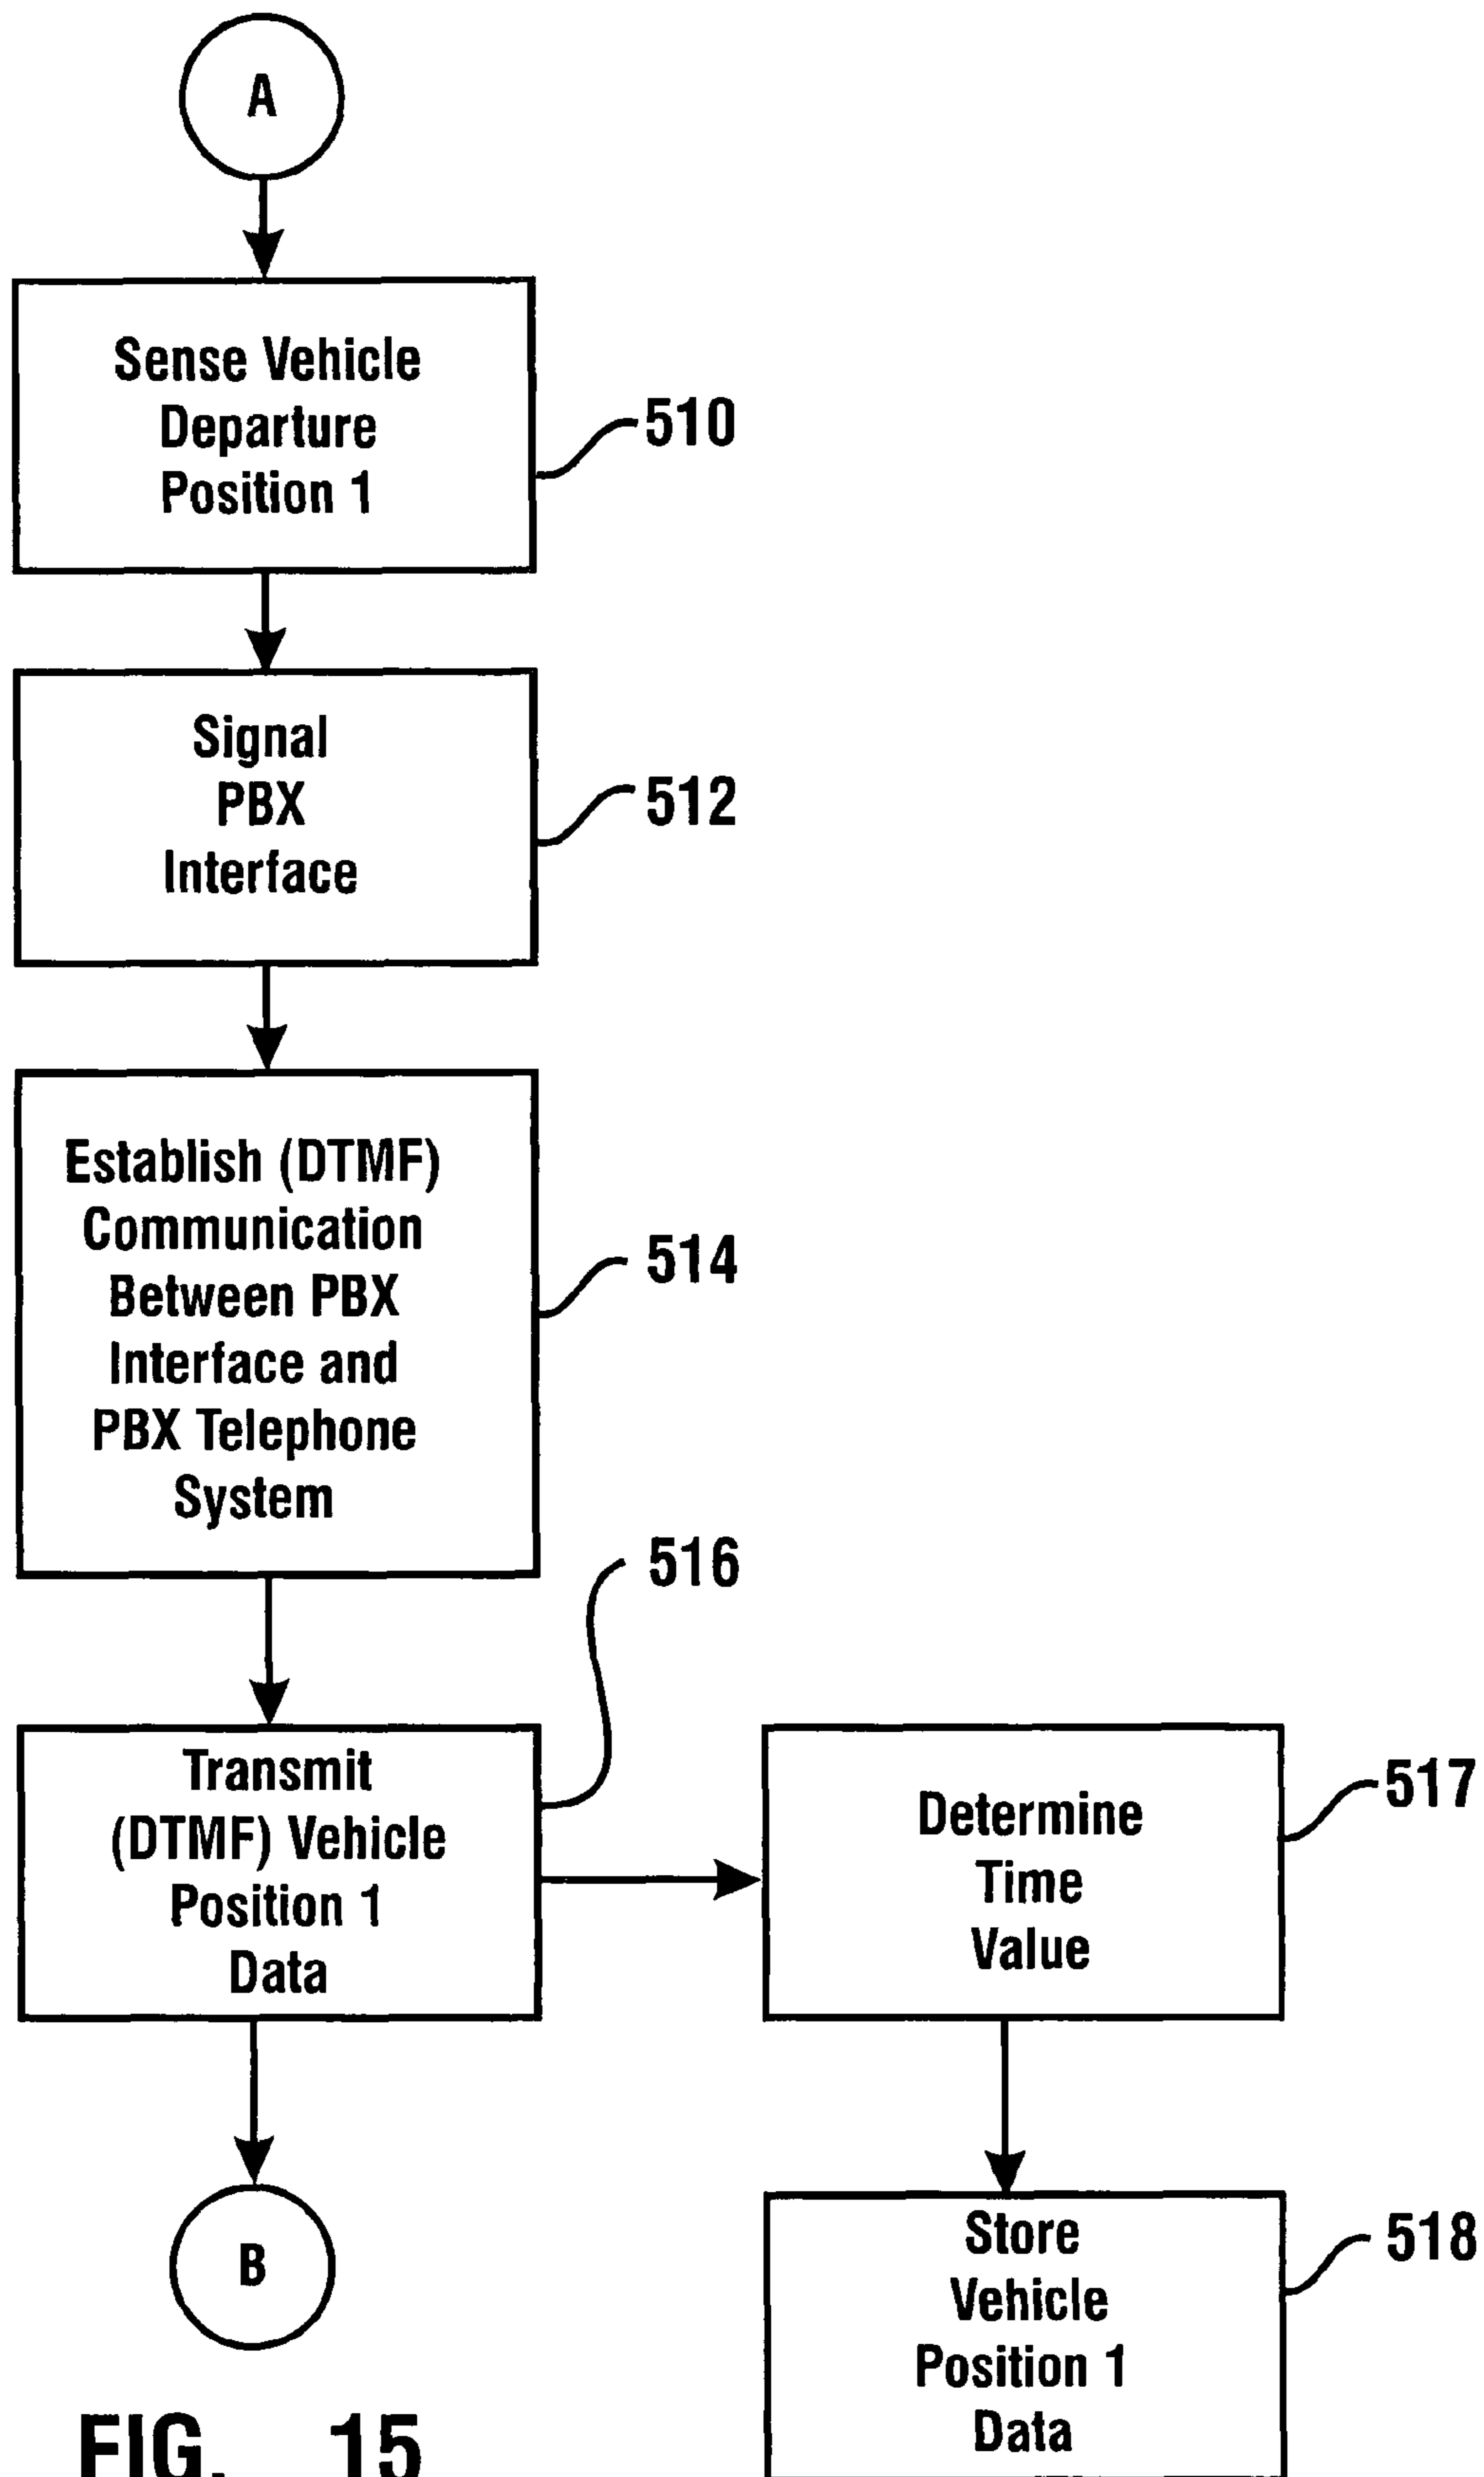 A
Sense Vehicle
Departure
Position 1
510
Signal
PBX
Interface
512
Establish (DTMF)
Communication
Between PBX
Interface and
PBX Telephone
System
514
516
Transmit
(DTMF) Vehicle
Position 1
Data
Determine
Time
Value
517
B
Store
Vehicle
Position 1
Data
518
FIG. 15